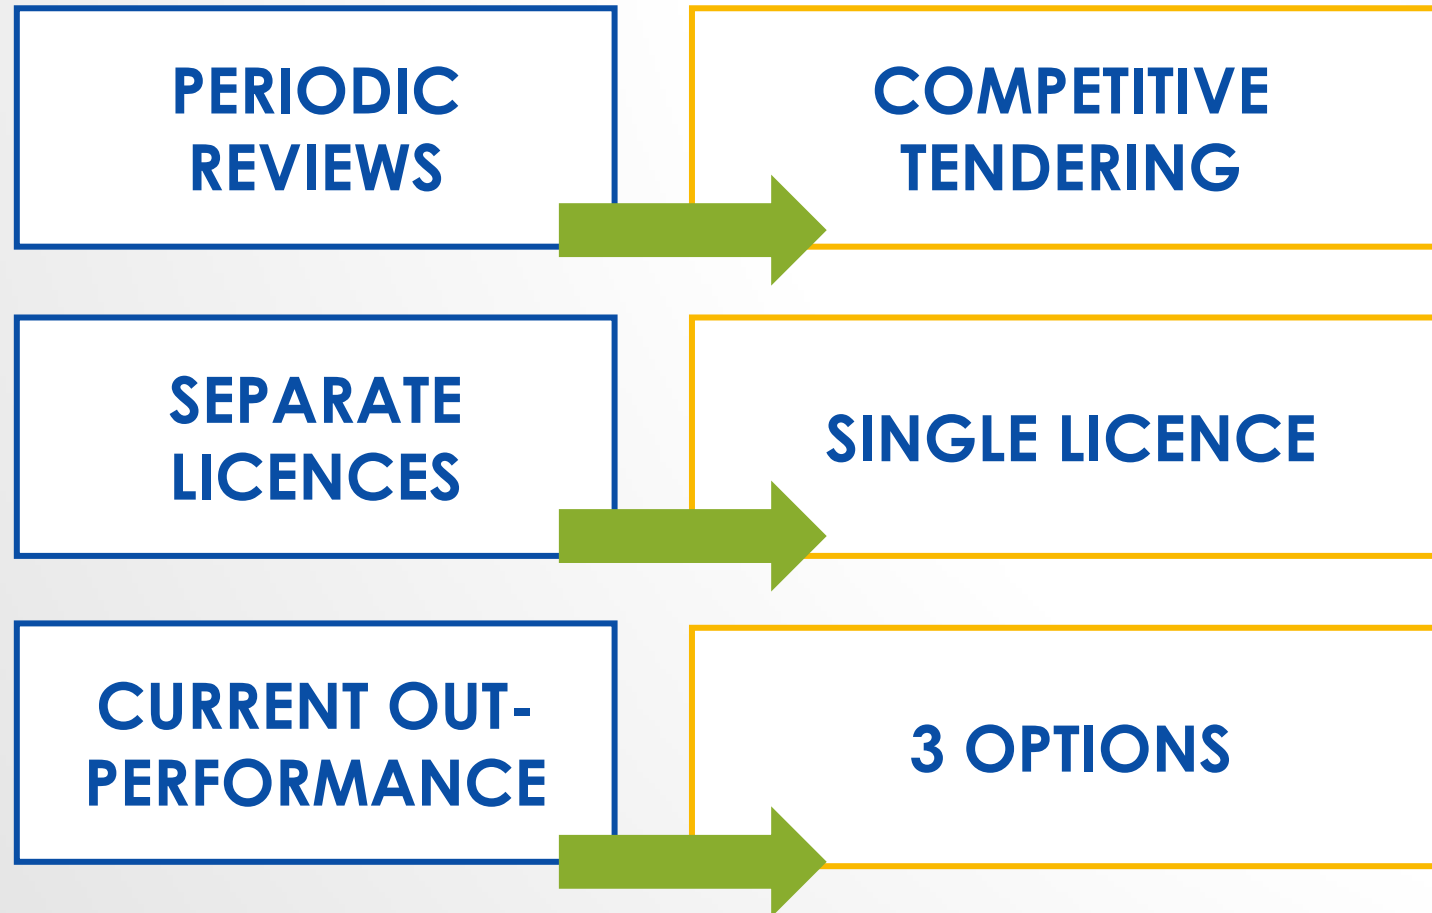 PERIODIC
REVIEWS
COMPETITIVE
TENDERING
SEPARATE
LICENCES
SINGLE LICENCE
CURRENT OUT-
PERFORMANCE
3 OPTIONS